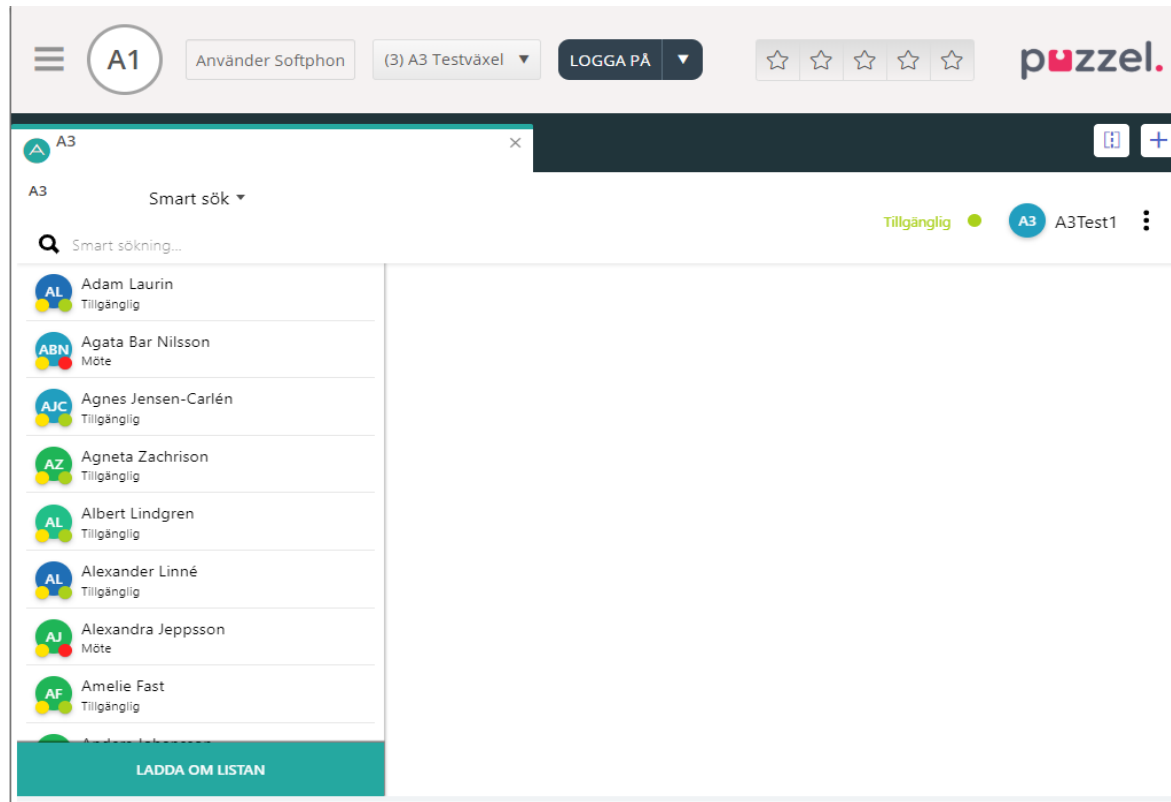 A1
Använder Softphon
(3) A3 Testväxel
LOGGA PÅ
puzzel.
A3
A3
Smart sök
Smart sökning...
Tillgänglig
A3
A3Test1
AL
Adam Laurin
Tillgänglig
ABN
Agata Bar Nilsson
Möte
AJC
Agnes Jensen-Carlén
Tillgänglig
AZ
Agneta Zachrison
Tillgänglig
AL
Albert Lindgren
Tillgänglig
AL
Alexander Linné
Tillgänglig
AJ
Alexandra Jeppsson
Möte
AF
Amelie Fast
Tillgänglig
LADDA OM LISTAN